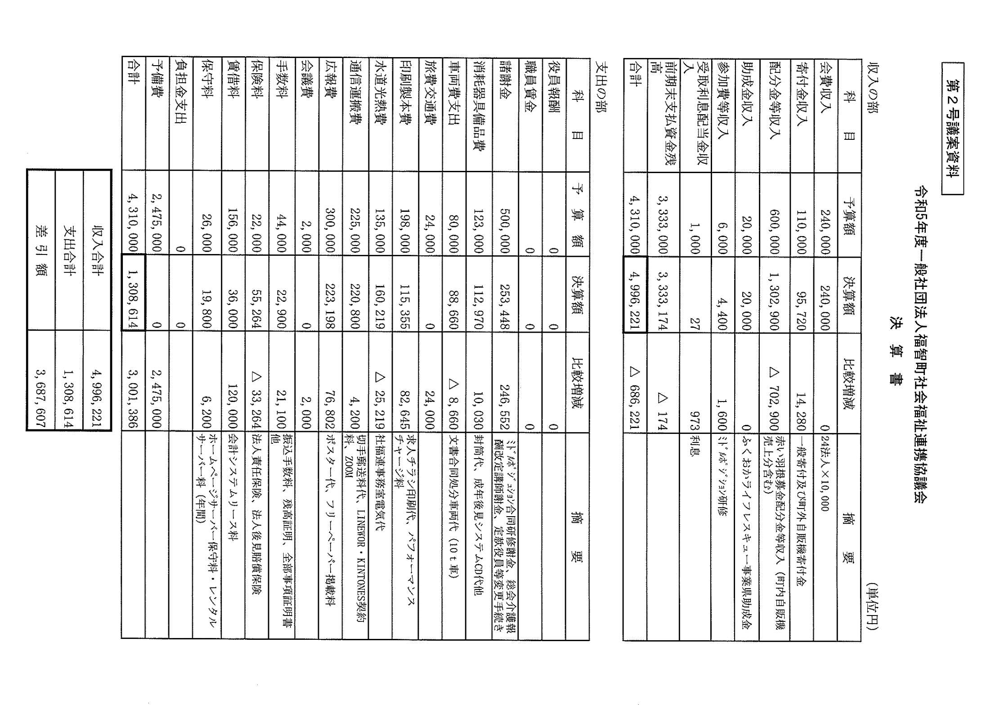 第２号議案資料
令和5年度一般社団法人福智町社会福祉連携協議会
決 算 書
収入の部 (単位円)
科 目 予算額 決算額 比較増減 摘 要
会費収入 240,000 240,000 0 24法人×10,000
寄付金収入 110,000 95,720 14,280 一般寄付及び町外自販機寄付金
配分金等収入 600,000 1,302,900 △ 702,900 赤い羽根募金配分金等収入（町内自販機
売上分含む）
助成金収入 20,000 20,000 0 ふくおかライフレスキュー事業県助成金
参加費等収入 6,000 4,400 1,600 ﾐﾄﾞﾙﾎﾟｼﾞｼｮﾝ研修
受取利息配当金収
入 1,000 27 973 利息
前期末支払資金残
高 3,333,000 3,333,174 △ 174
合計 4,310,000 4,996,221 △ 686,221
支出の部
科 目 予 算 額 決算額 比較増減 摘 要
役員報酬 0 0 0
職員賃金 0 0 0
諸謝金 500,000 253,448 246,552 ﾐﾄﾞﾙﾎﾟｼﾞｮｼｮﾝ合同研修謝金、総会介護報
酬改定講師謝金、定款役員等変更手続き
消耗器具備品費 123,000 112,970 10,030 封筒代、成年後見システムCD代他
車両費支出 80,000 88,660 △ 8,660 文書合同処分車両代（10ｔ車）
旅費交通費 24,000 0 24,000
印刷製本費 198,000 115,355 82,645 求人チラシ印刷代、パフォーマンス
チャージ料
水道光熱費 135,000 160,219 △ 25,219 社福連事務室電気代
通信運搬費 225,000 220,800 4,200 切手郵送料代、LINEWOR・KINTONES契約
料、ZOOM
広報費 300,000 223,198 76,802 ポスター代、フリーペーパー掲載料
会議費 2,000 0 2,000
手数料 44,000 22,900 21,100 振込手数料、残高証明、全部事項証明書
他
保険料 22,000 55,264 △ 33,264 法人責任保険、法人後見賠償保険
賃借料 156,000 36,000 120,000 会計システムリース料
保守料 26,000 19,800 6,200 ホームページサーバー保守料・レンタル
サーバー料（年間）
負担金支出 0 0
予備費 2,475,000 0 2,475,000
合計 4,310,000 1,308,614 3,001,386
収入合計 4,996,221
支出合計 1,308,614
差 引 額 3,687,607